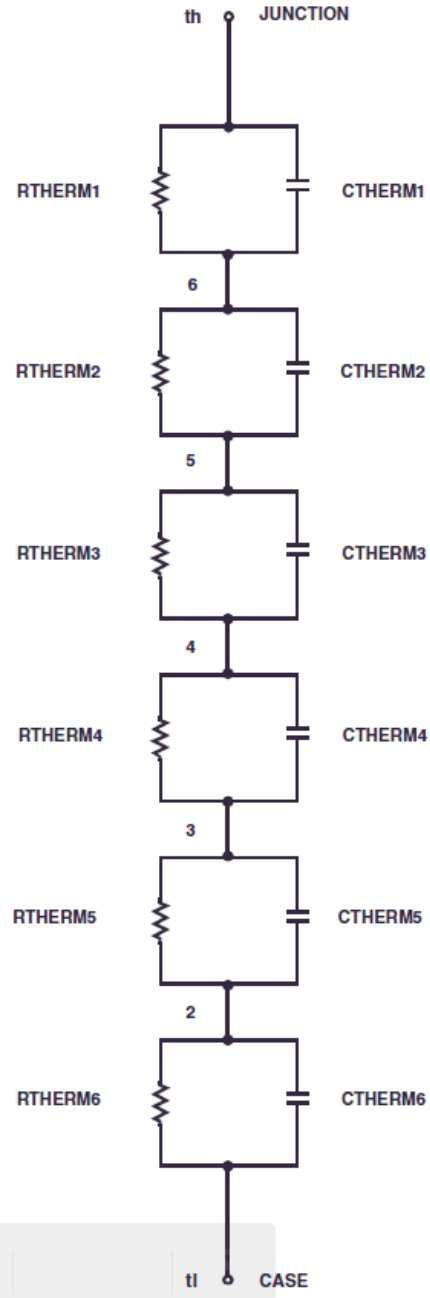 th JUNCTION
RTHERM1 CTHERM1
6
RTHERM2 CTHERM2
5
RTHERM3 CTHERM3
4
RTHERM4 CTHERM4
3
RTHERM5 CTHERM5
2
RTHERM6 CTHERM6
tl CASE